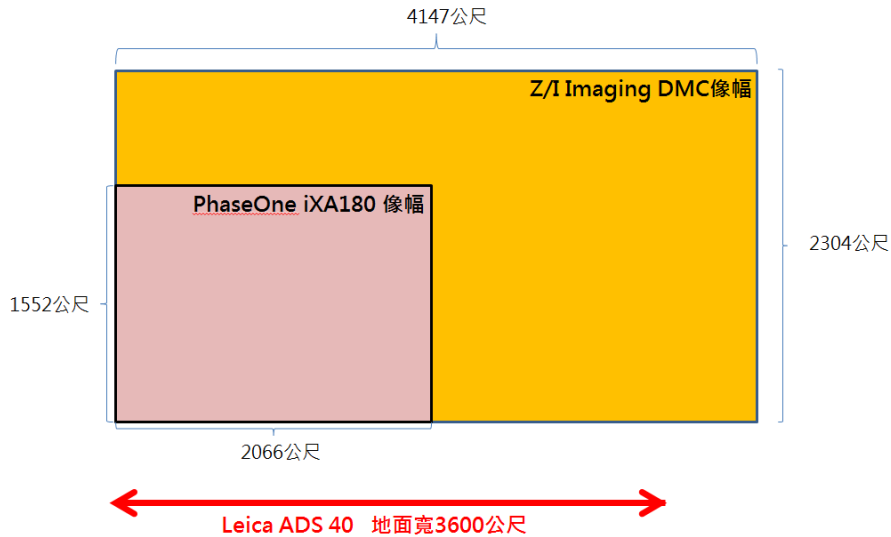 4147公尺
Z/I Imaging DMC像幅
PhaseOne iXA180 像幅
2304公尺
1552公尺
2066公尺
Leica ADS 40 地面寬3600公尺